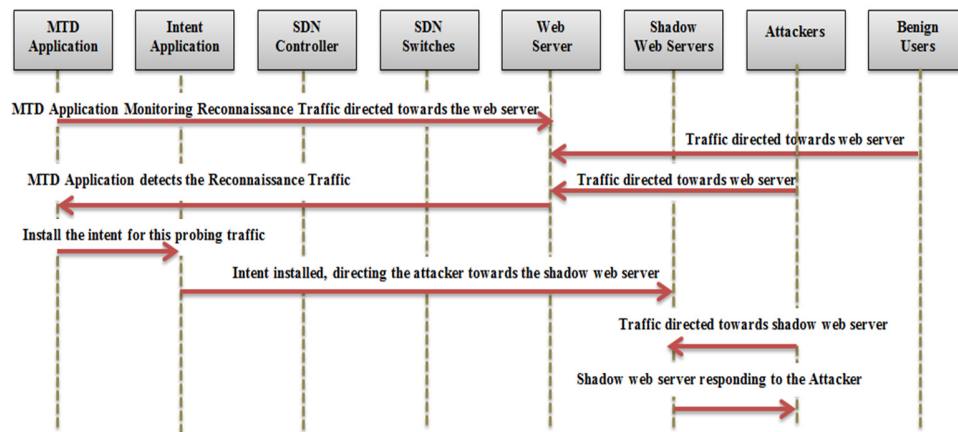 MTD
Application
Intent
Application
SDN
Controller
SDN
Switches
Web
Server
Shadow
Web Servers
Attackers
Benign
Users
MTD Application Monitoring Reconnaissance Traffic directed towards the web server
Traffic directed towards web server
MTD Application detects the Reconnaissance Traffic
Traffic directed towards web server
Install the intent for this probing traffic
Intent installed, directing the attacker towards the shadow web server
Traffic directed towards shadow web server
Shadow web server responding to the Attacker